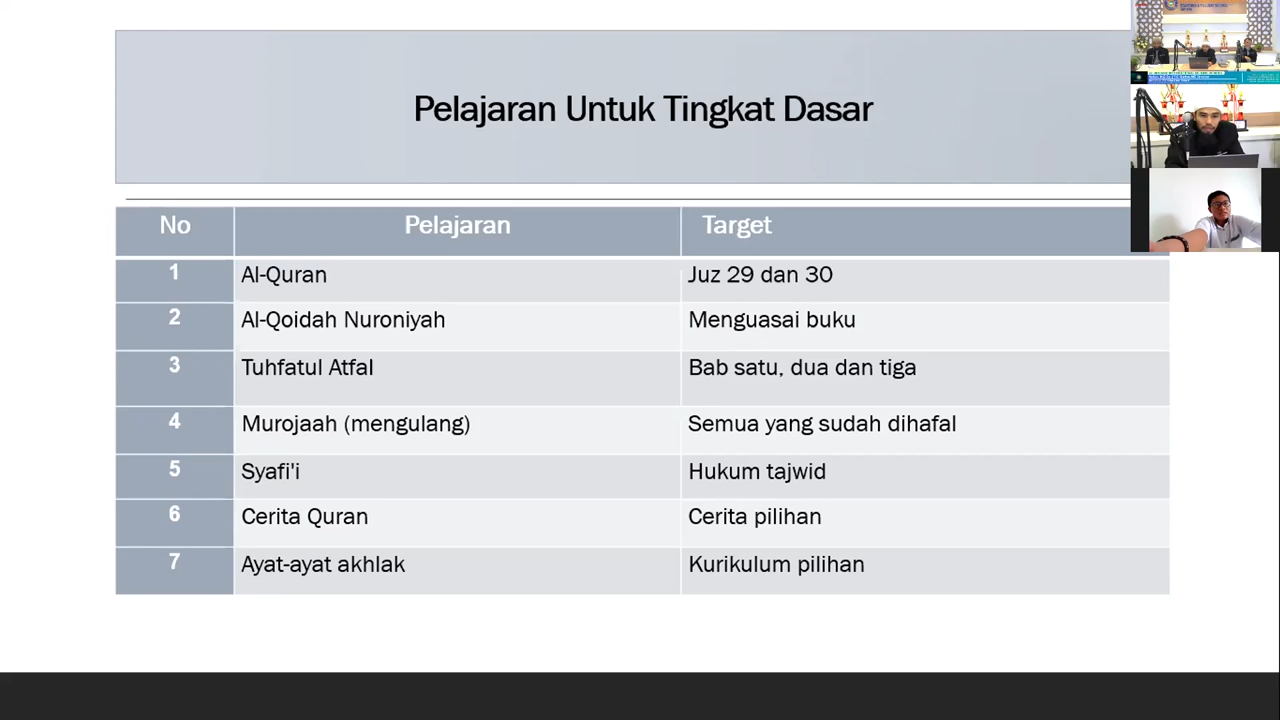 Pelajaran Untuk Tingkat Dasar
No Pelajaran Target
1 Al-Quran Juz 29 dan 30
2 Al-Qoidah Nuroniyah Menguasai buku
3 Tuhfatul Atfal Bab satu, dua dan tiga
4 Murojaah (mengulang) Semua yang sudah dihafal
5 Syafi'i Hukum tajwid
6 Cerita Quran Cerita pilihan
7 Ayat-ayat akhlak Kurikulum pilihan